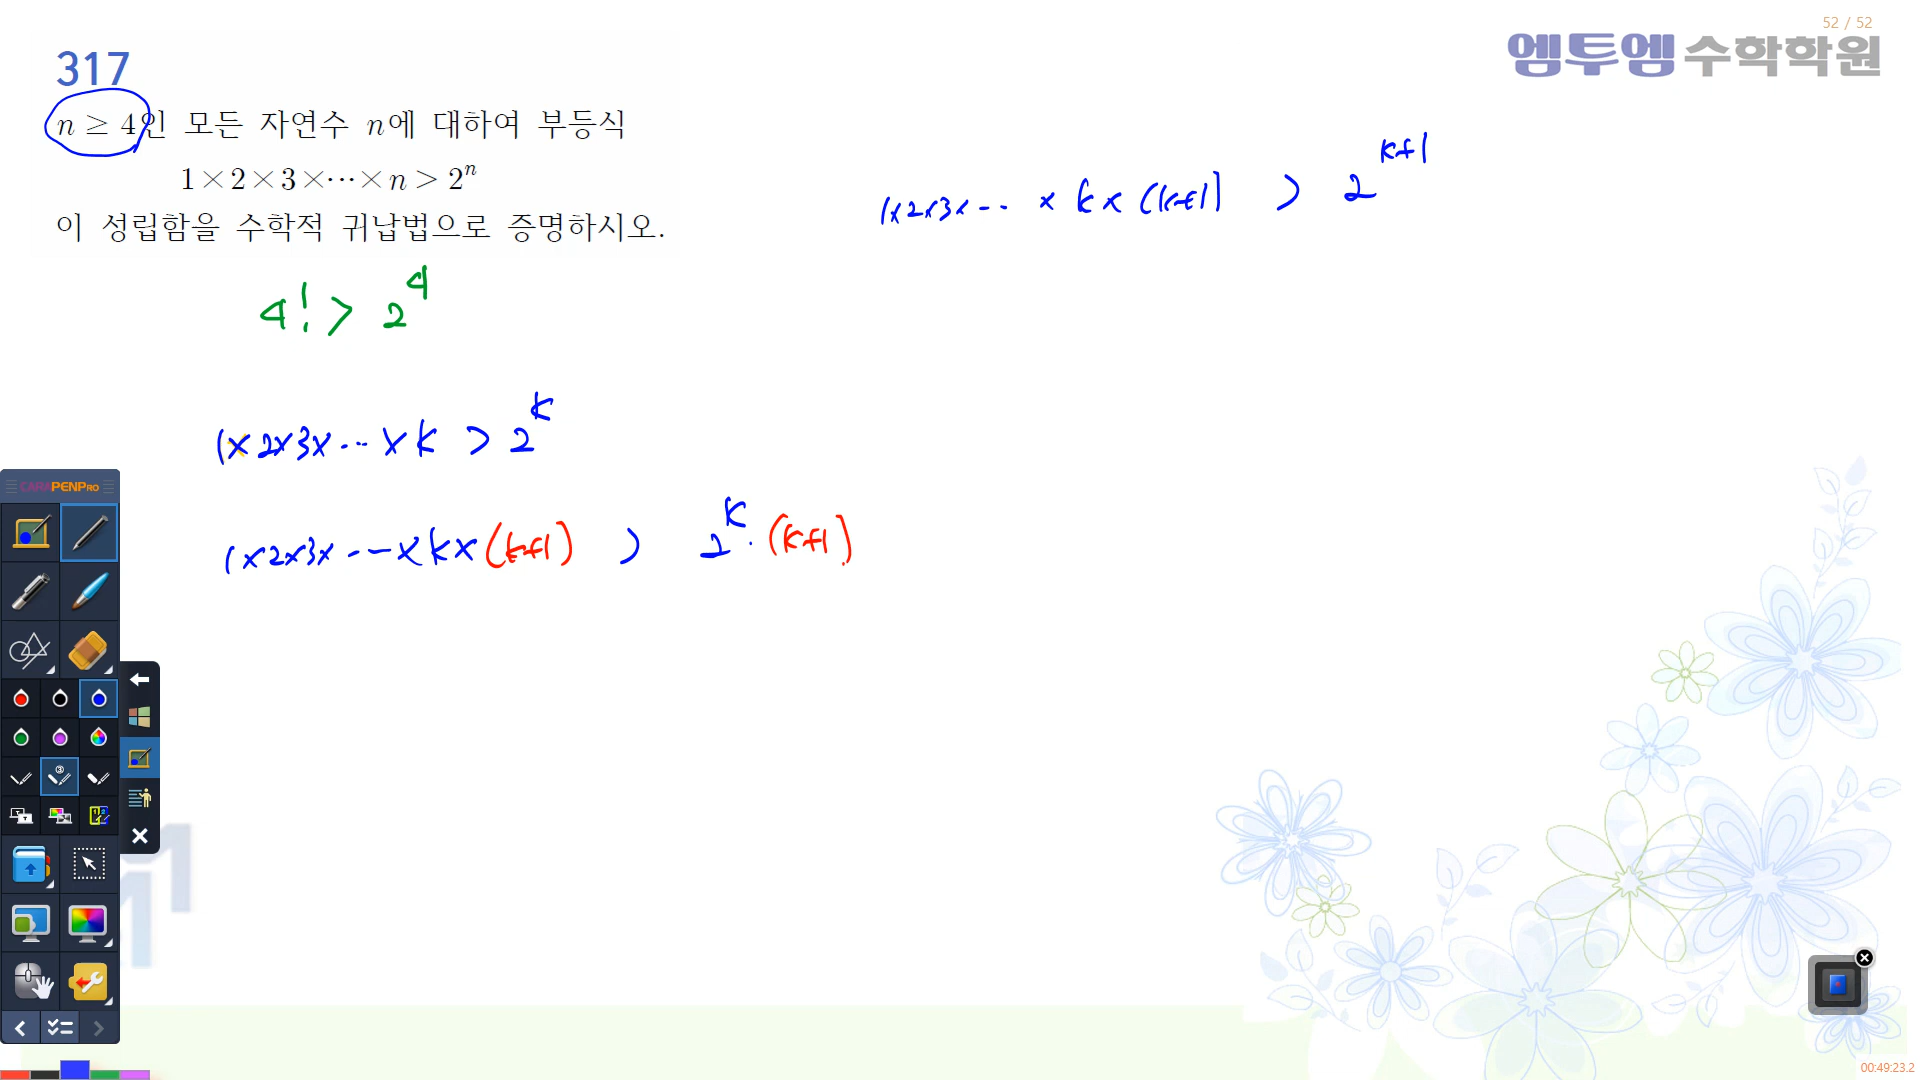 52 / 52
엠투엠 수학학원
317
n ≥ 4인 모든 자연수 n에 대하여 부등식
1×2×3×···×n > 2ⁿ
이 성립함을 수학적 귀납법으로 증명하시오.
1×2×3×··· × k × (k+1) > 2^(k+1)
4! > 2^4
1×2×3×···×k > 2^k
1×2×3×···×k×(k+1) > 2^k · (k+1)
CARAPENPRO
00:49:23.2